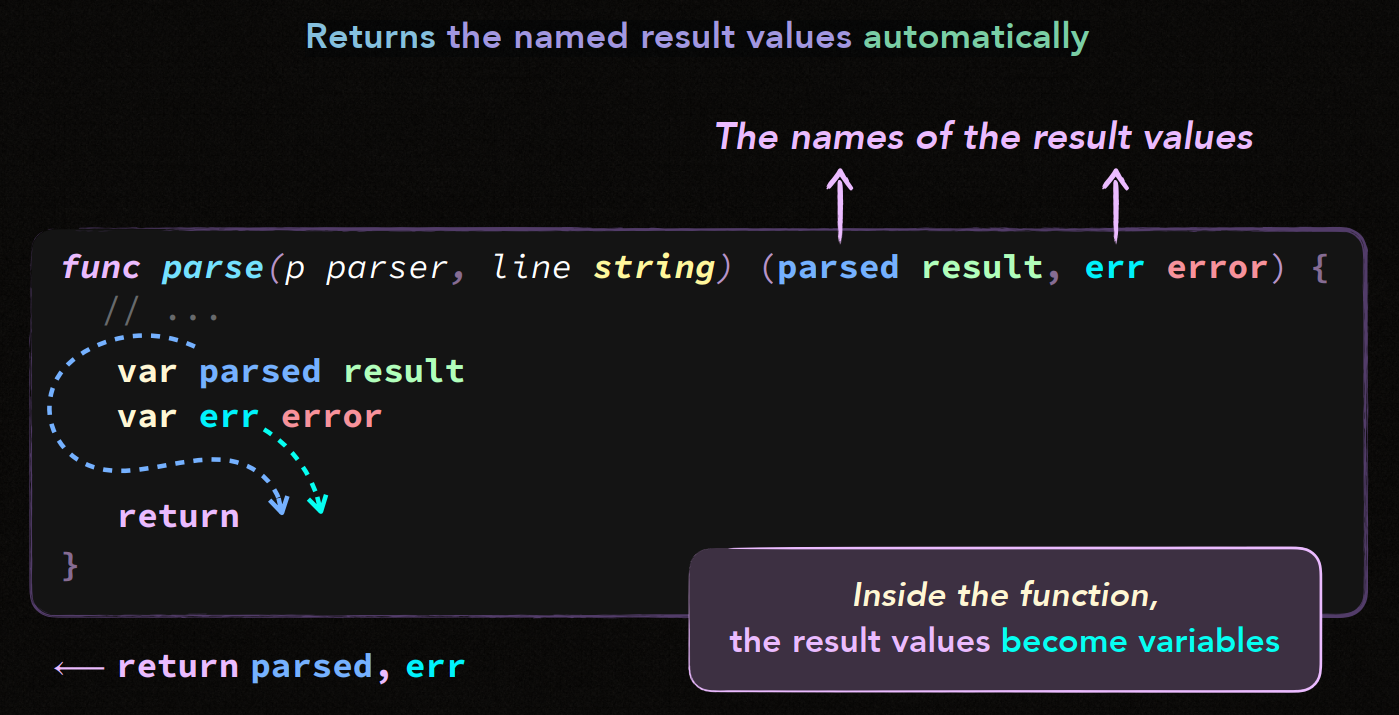 Returns the named result values automatically
The names of the result values
func parse(p parser, line string) (parsed result, err error) {
// ...
var parsed result
var err error
return
}
Inside the function,
the result values become variables
⟵ return parsed, err